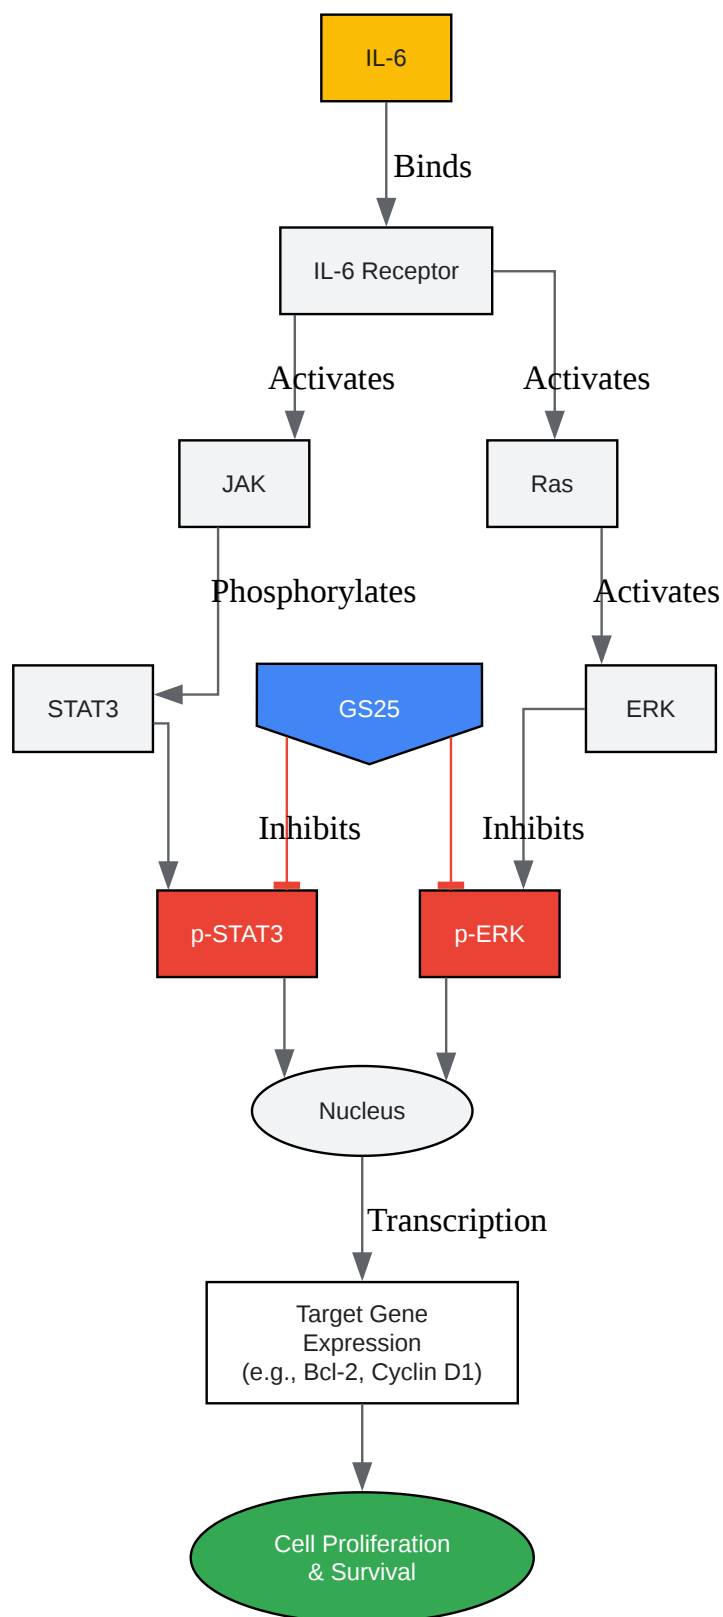 IL-6
Binds
IL-6 Receptor
Activates
Activates
JAK
Ras
Phosphorylates
Activates
STAT3
GS25
ERK
Inhibits
Inhibits
p-STAT3
p-ERK
Nucleus
Transcription
Target Gene
Expression
(e.g., Bcl-2, Cyclin D1)
Cell Proliferation
& Survival